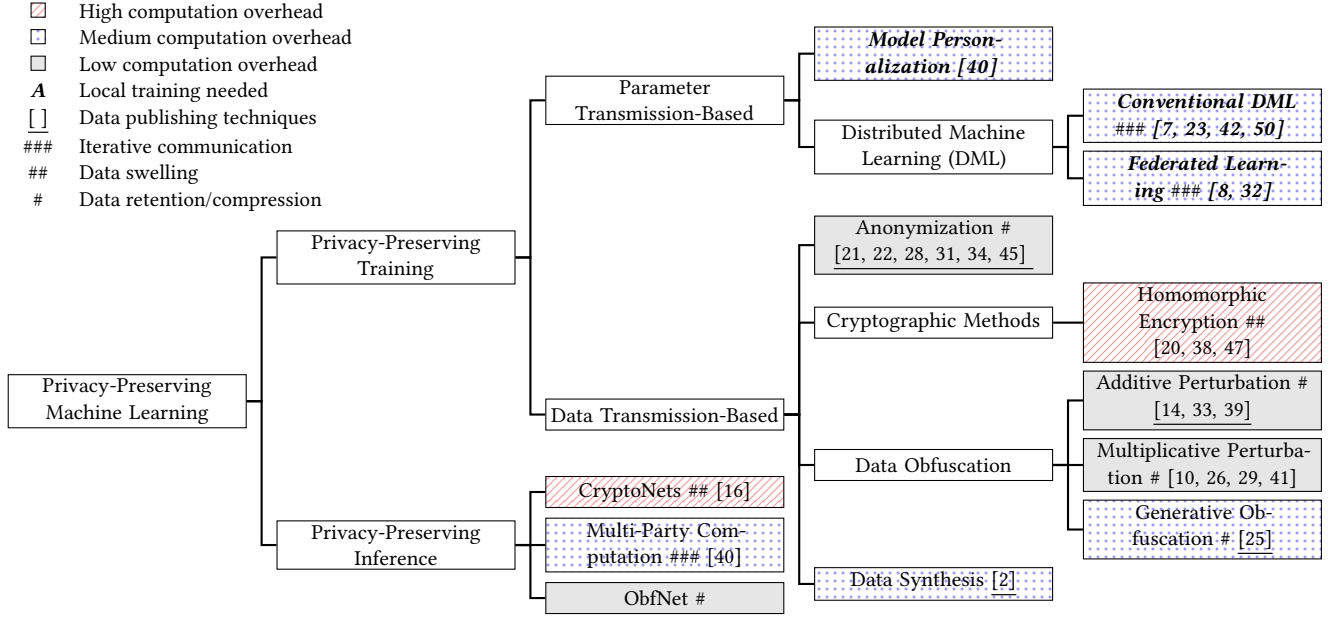 High computation overhead
Medium computation overhead
Low computation overhead
A Local training needed
[ ] Data publishing techniques
### Iterative communication
## Data swelling
# Data retention/compression
Privacy-Preserving
Machine Learning
Privacy-Preserving
Training
Privacy-Preserving
Inference
Parameter
Transmission-Based
Data Transmission-Based
CryptoNets ## [16]
Multi-Party Com-
putation ### [40]
ObfNet #
Model Person-
alization [40]
Distributed Machine
Learning (DML)
Anonymization #
[21, 22, 28, 31, 34, 45]
Cryptographic Methods
Data Obfuscation
Data Synthesis [2]
Conventional DML
### [7, 23, 42, 50]
Federated Learn-
ing ### [8, 32]
Homomorphic
Encryption ##
[20, 38, 47]
Additive Perturbation #
[14, 33, 39]
Multiplicative Perturba-
tion # [10, 26, 29, 41]
Generative Ob-
fuscation # [25]